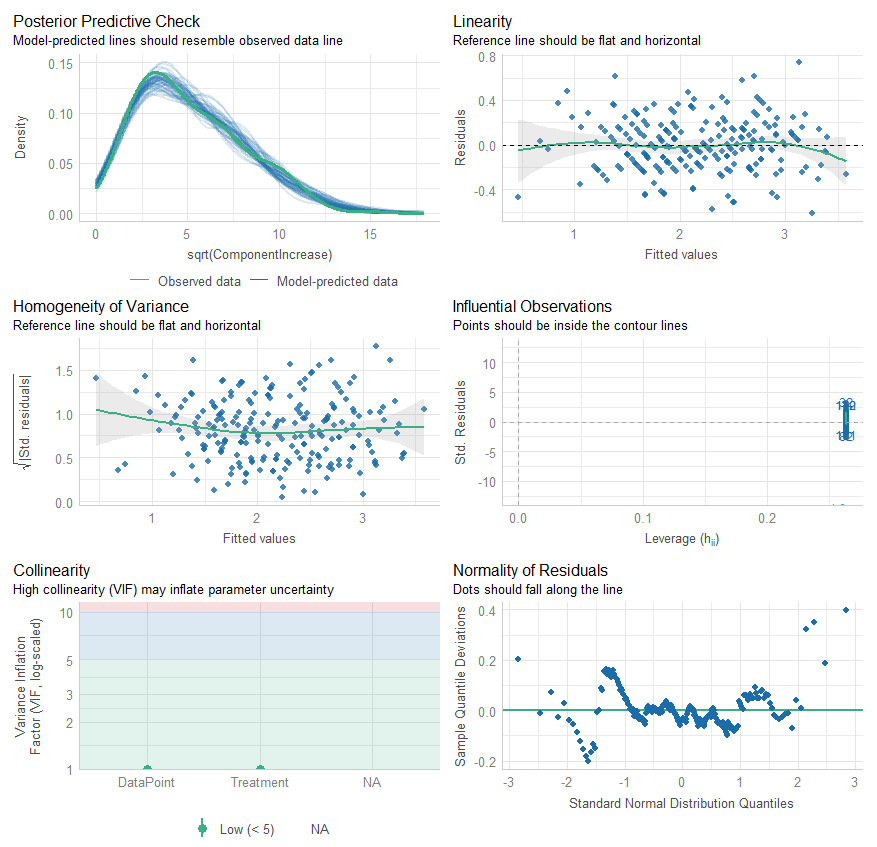 Posterior Predictive Check
Model-predicted lines should resemble observed data line
0.15
0.10
0.05
0.00
Density
0
5
10
15
sqrt(ComponentIncrease)
Observed data
Model-predicted data
Linearity
Reference line should be flat and horizontal
0.8
0.4
0.0
-0.4
Residuals
1
2
3
Fitted values
Homogeneity of Variance
Reference line should be flat and horizontal
1.5
1.0
0.5
0.0
√|Std. residuals|
1
2
3
Fitted values
Influential Observations
Points should be inside the contour lines
10
5
0
-5
-10
Std. Residuals
0.0
0.1
0.2
Leverage (hii)
Collinearity
High collinearity (VIF) may inflate parameter uncertainty
10
5
3
2
1
Variance Inflation
Factor (VIF, log-scaled)
DataPoint
Treatment
NA
Low (< 5)
NA
Normality of Residuals
Dots should fall along the line
0.4
0.2
0.0
-0.2
Sample Quantile Deviations
-3
-2
-1
0
1
2
3
Standard Normal Distribution Quantiles